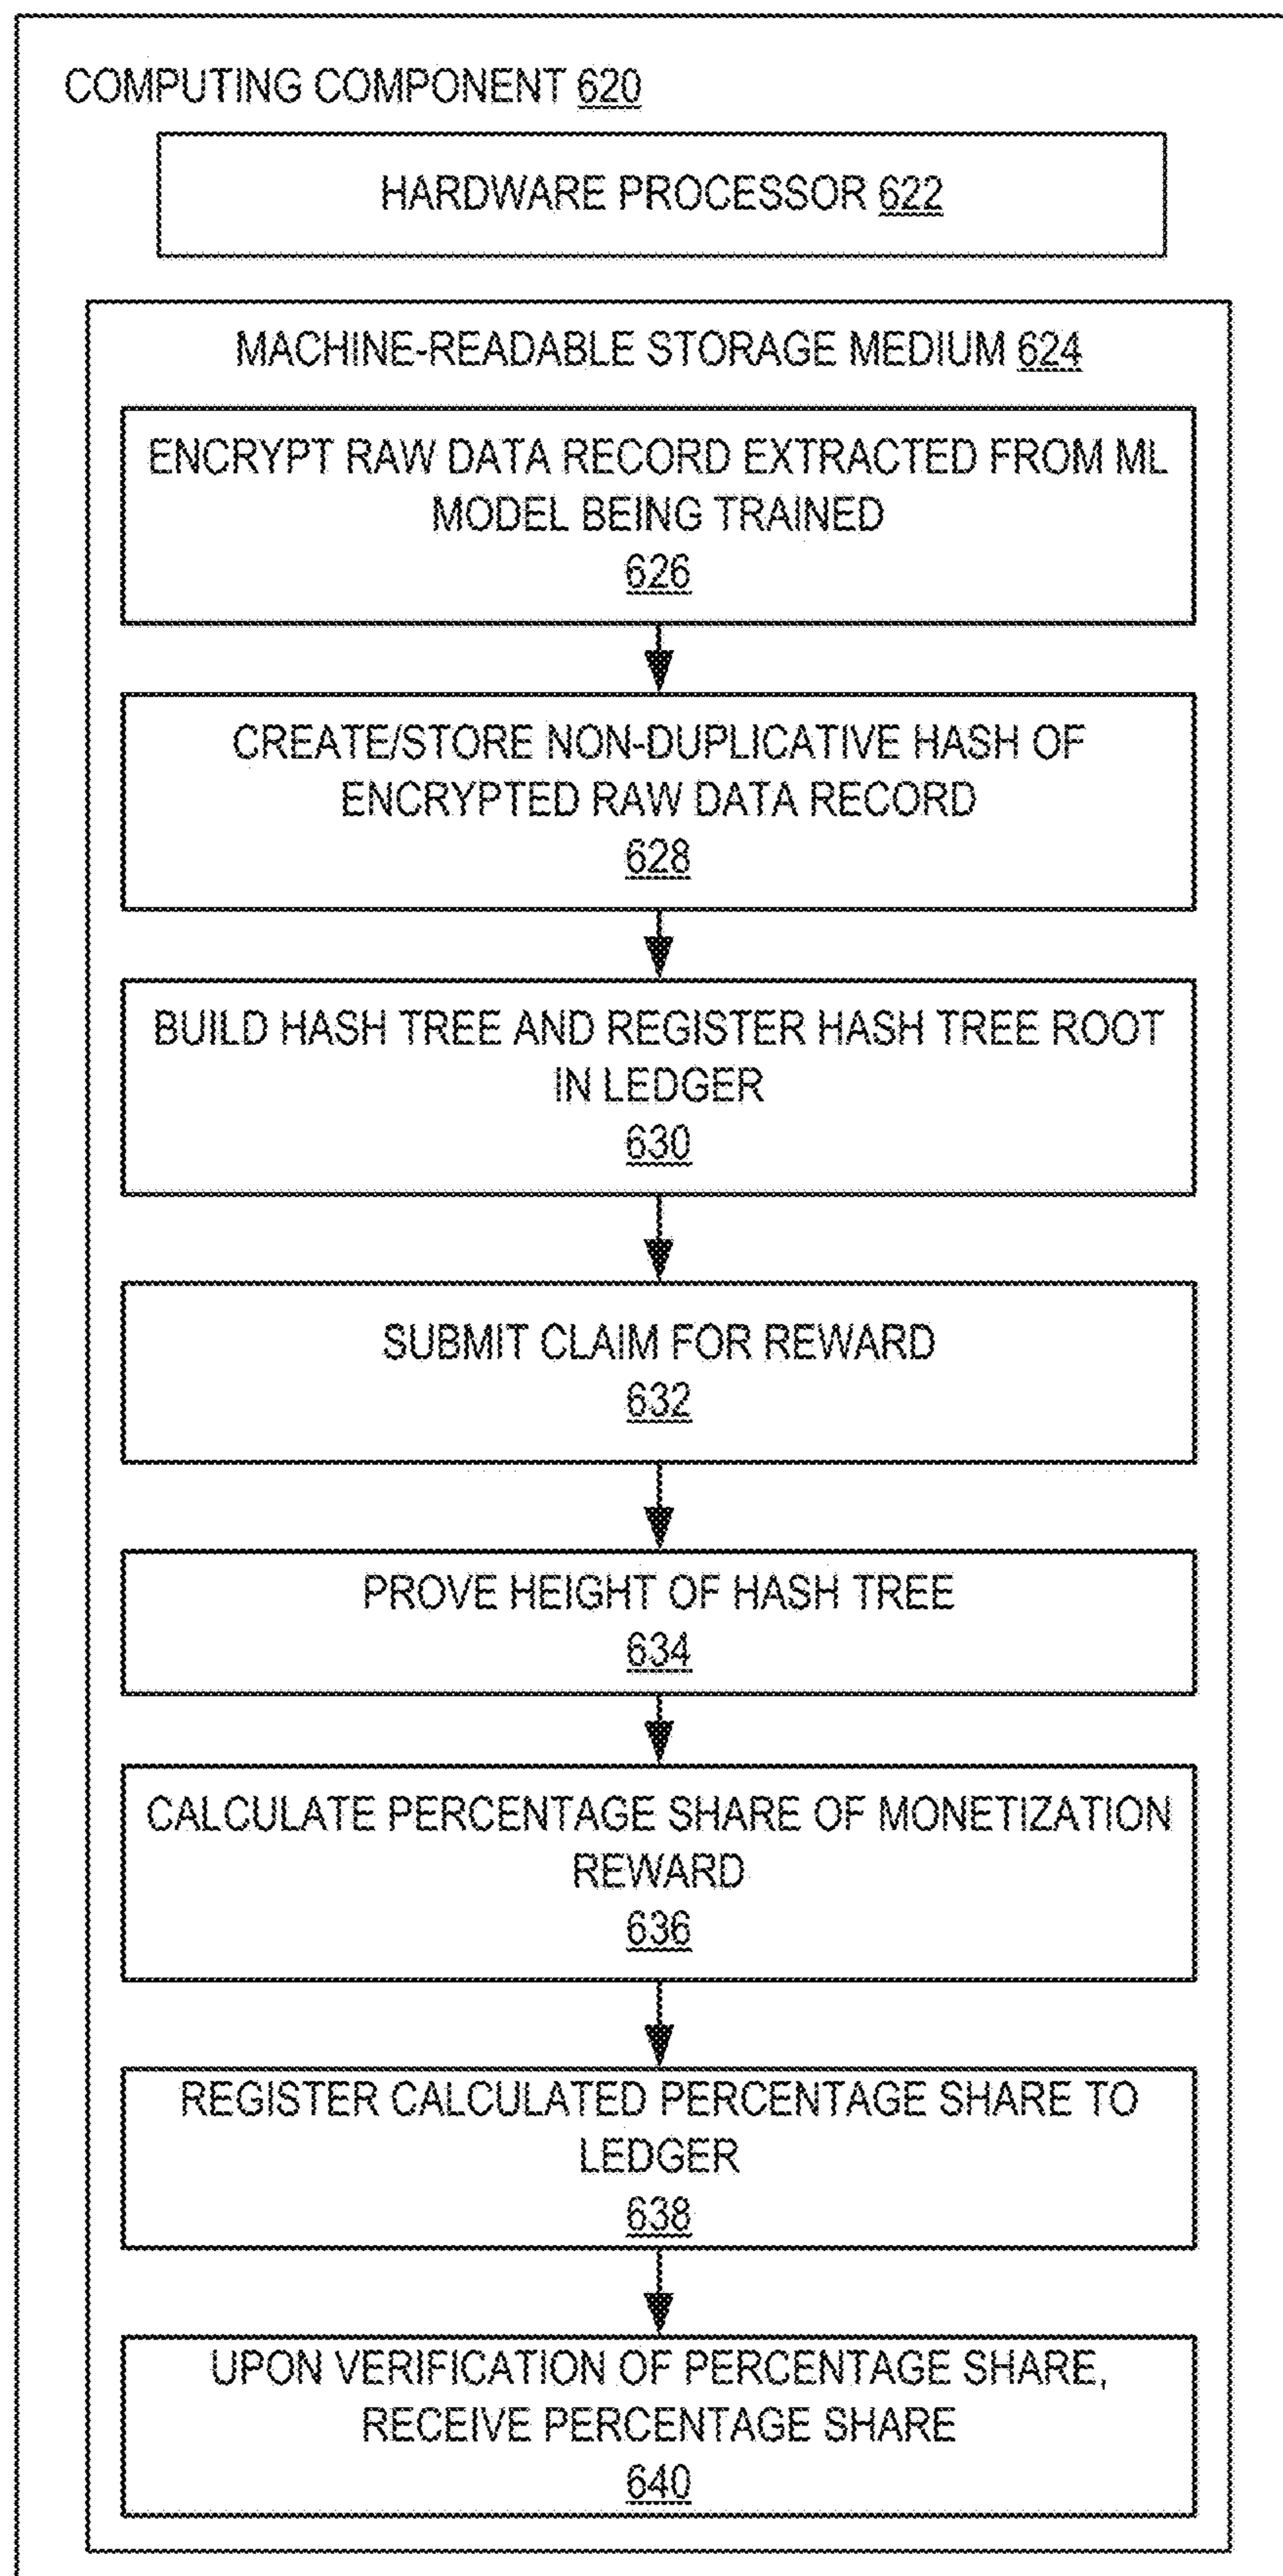 COMPUTING COMPONENT 620
HARDWARE PROCESSOR 622
MACHINE-READABLE STORAGE MEDIUM 624
ENCRYPT RAW DATA RECORD EXTRACTED FROM ML
MODEL BEING TRAINED
626
CREATE/STORE NON-DUPLICATIVE HASH OF
ENCRYPTED RAW DATA RECORD
628
BUILD HASH TREE AND REGISTER HASH TREE ROOT
IN LEDGER
630
SUBMIT CLAIM FOR REWARD
632
PROVE HEIGHT OF HASH TREE
634
CALCULATE PERCENTAGE SHARE OF MONETIZATION
REWARD
636
REGISTER CALCULATED PERCENTAGE SHARE TO
LEDGER
638
UPON VERIFICATION OF PERCENTAGE SHARE,
RECEIVE PERCENTAGE SHARE
640